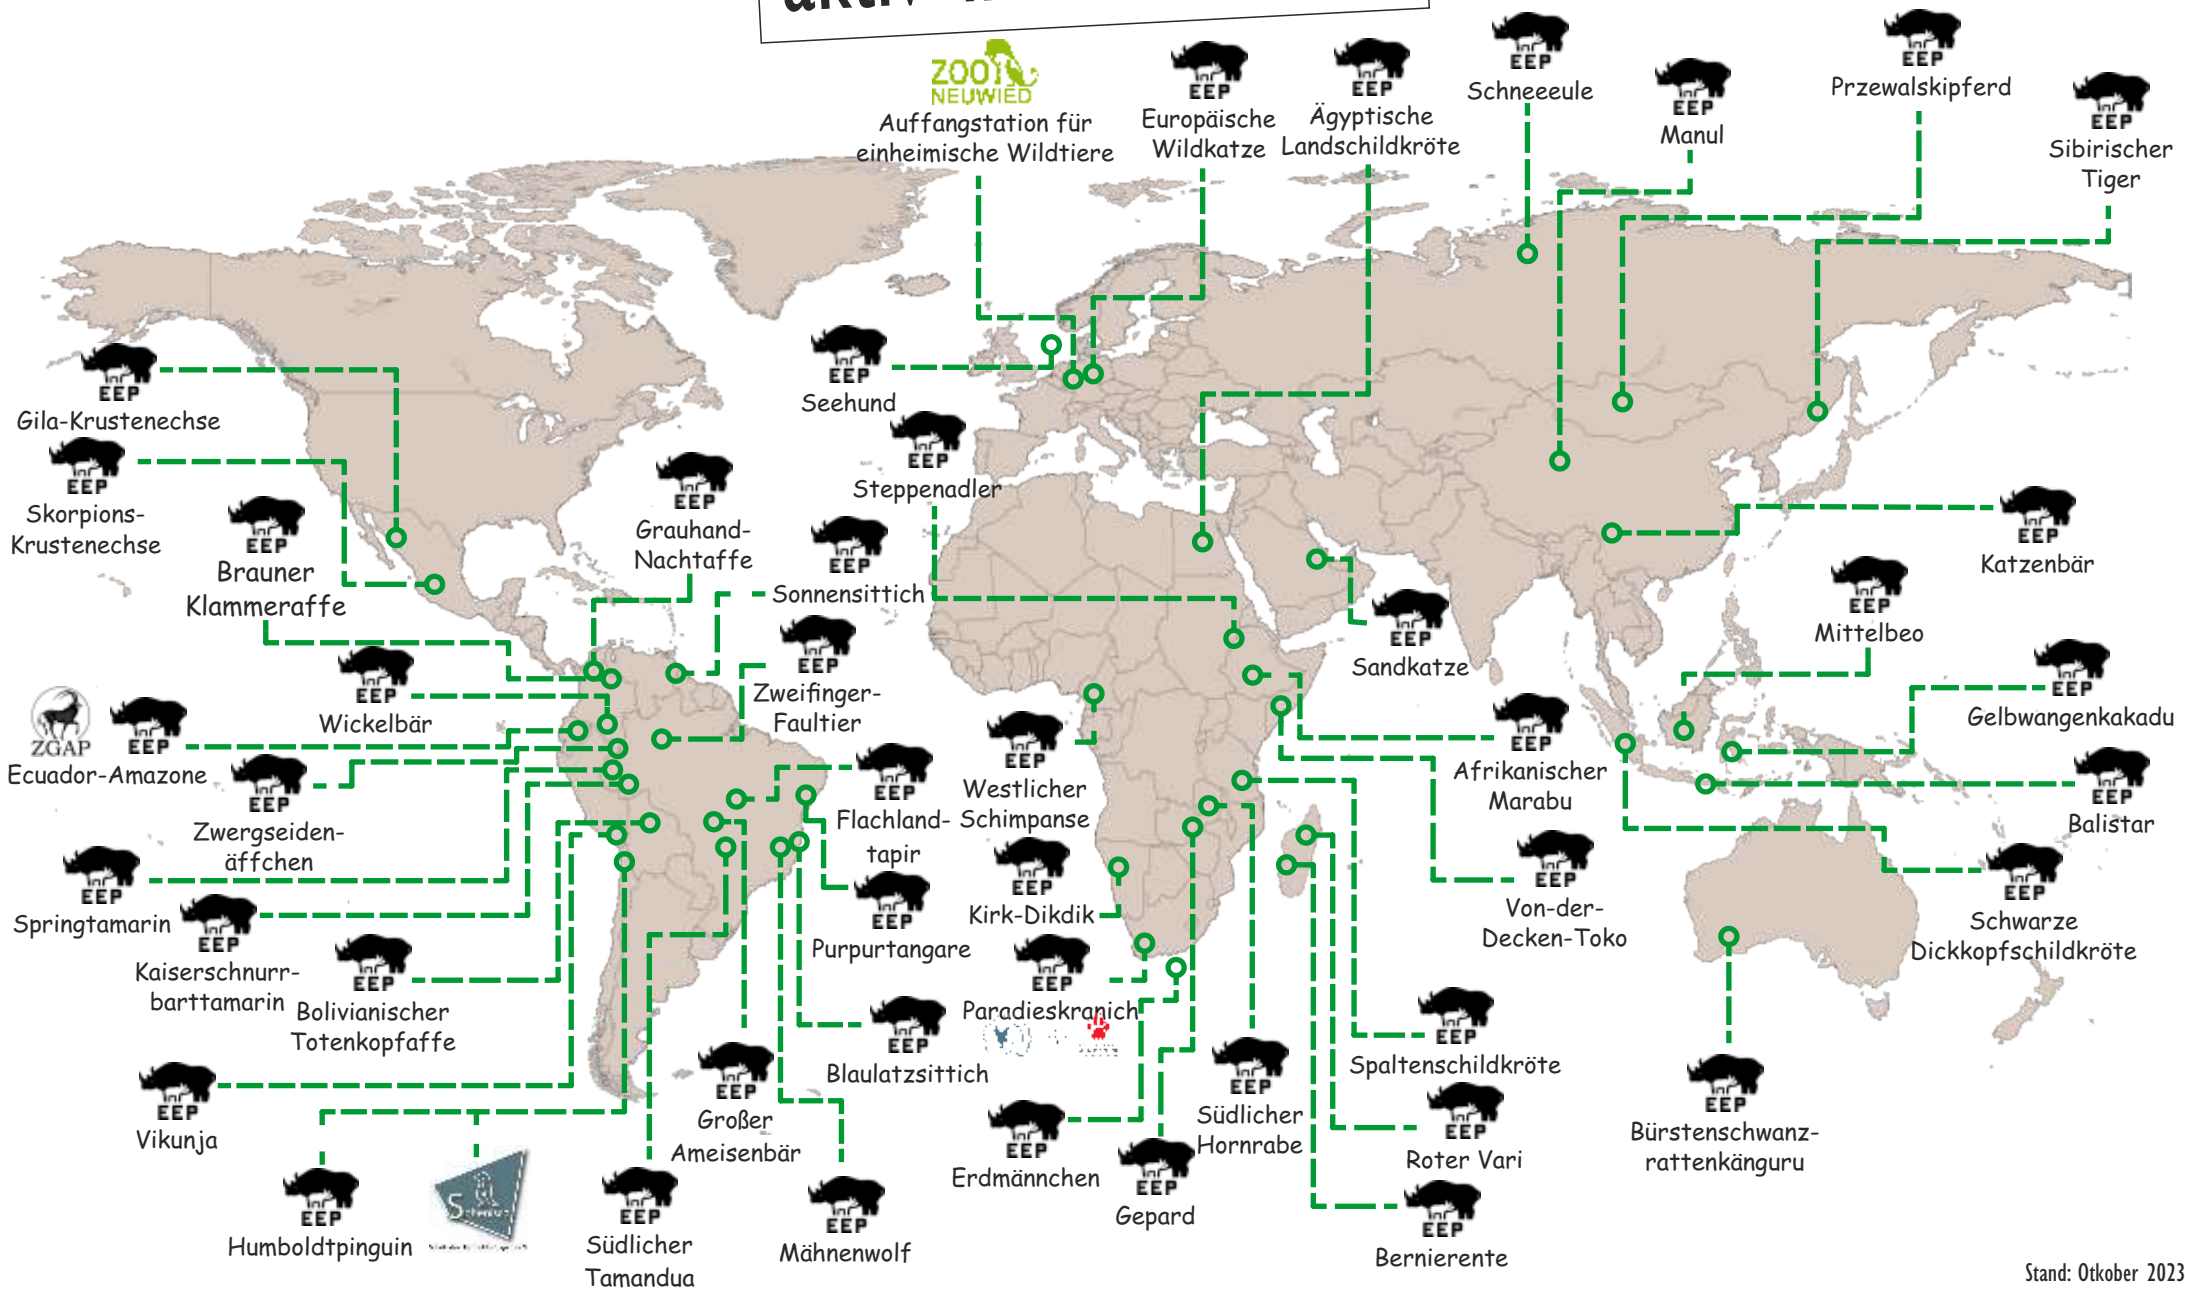 ZOO
NEUWIED
Auffangstation für
einheimische Wildtiere
EEP
Europäische
Wildkatze
EEP
Ägyptische
Landschildkröte
EEP
Schneeeule
EEP
Manul
EEP
Przewalskipferd
EEP
Sibirischer
Tiger
EEP
Seehund
EEP
Steppenadler
EEP
Gila-Krustenechse
EEP
Skorpions-
Krustenechse
EEP
Brauner
Klammeraffe
EEP
Grauhand-
Nachtaffe
EEP
Sonnensittich
EEP
Zweifinger-
Faultier
EEP
Wickelbär
ZGAP
EEP
Ecuador-Amazone
EEP
Zwergseiden-
äffchen
EEP
Springtamarin
EEP
Kaiserschnurr-
barttamarin
EEP
Bolivianischer
Totenkopfaffe
EEP
Vikunja
EEP
Humboldtpinguin
EEP
Südlicher
Tamandua
EEP
Großer
Ameisenbär
EEP
Mähnenwolf
EEP
Blaulatzsittich
EEP
Flachland-
tapir
EEP
Purpurtangare
EEP
Westlicher
Schimpanse
EEP
Kirk-Dikdik
EEP
Paradieskranich
EEP
Erdmännchen
EEP
Gepard
EEP
Südlicher
Hornrabe
EEP
Spaltenschildkröte
EEP
Roter Vari
EEP
Bernierente
EEP
Sandkatze
EEP
Afrikanischer
Marabu
EEP
Von-der-
Decken-Toko
EEP
Katzenbär
EEP
Mittelbeo
EEP
Gelbwangenkakadu
EEP
Balistar
EEP
Schwarze
Dickkopfschildkröte
EEP
Bürstenschwanz-
rattenkänguru
Stand: Otkober 2023